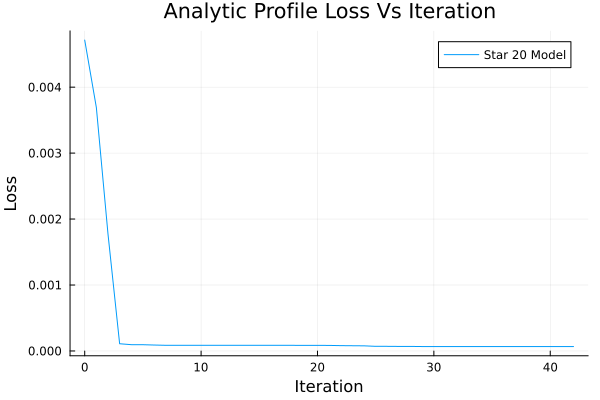 Analytic Profile Loss Vs Iteration
Star 20 Model
Loss
0.004
0.003
0.002
0.001
0.000
0 10 20 30 40
Iteration